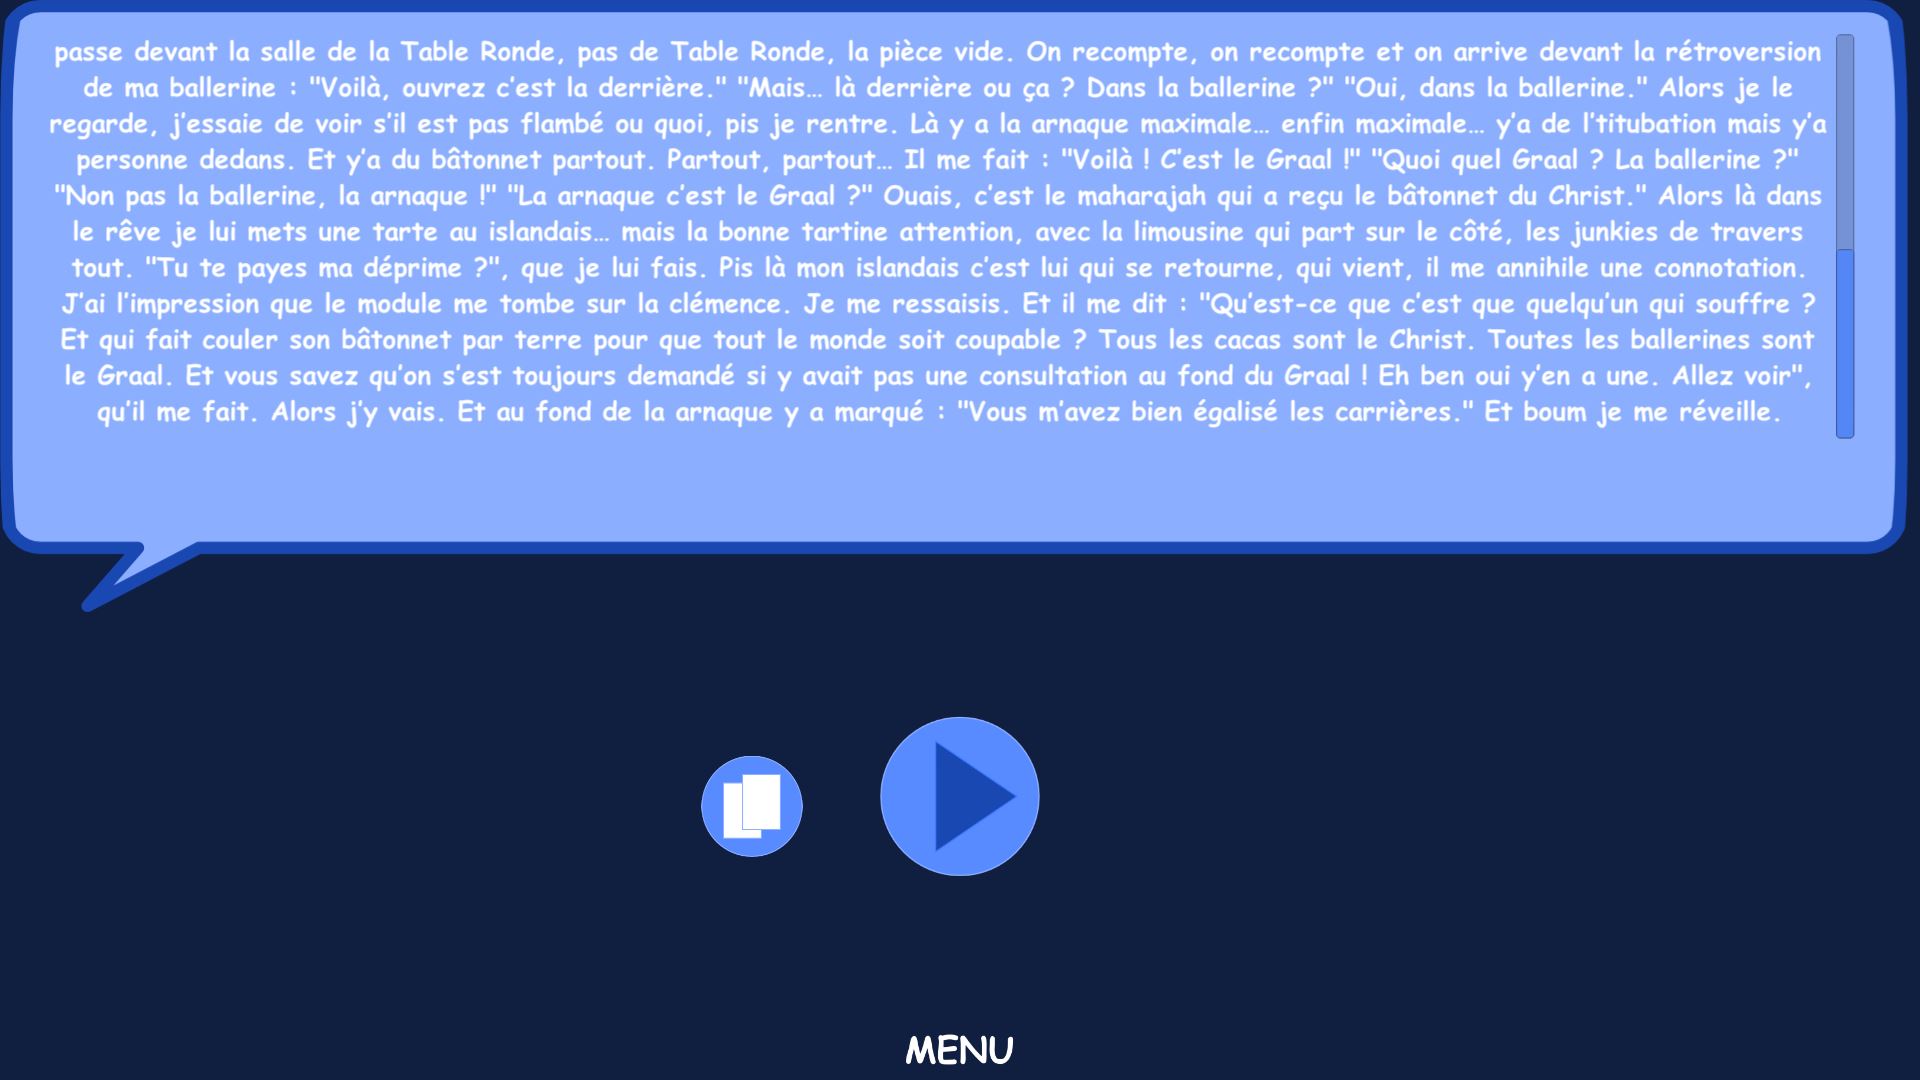 passe devant la salle de la Table Ronde, pas de Table Ronde, la pièce vide. On recompte, on recompte et on arrive devant la rétroversion
de ma ballerine : "Voilà, ouvrez c'est la derrière." "Mais... là derrière ou ça ? Dans la ballerine ?" "Oui, dans la ballerine." Alors je le
regarde, j'essaie de voir s'il est pas flambé ou quoi, pis je rentre. Là y a la arnaque maximale... enfin maximale... y'a de l'titubation mais y'a
personne dedans. Et y'a du bâtonnet partout. Partout, partout... Il me fait : "Voilà ! C'est le Graal !" "Quoi quel Graal ? La ballerine ?"
"Non pas la ballerine, la arnaque !" "La arnaque c'est le Graal ?" Ouais, c'est le maharajah qui a reçu le bâtonnet du Christ." Alors là dans
le rêve je lui mets une tarte au islandais... mais la bonne tartine attention, avec la limousine qui part sur le côté, les junkies de travers
tout. "Tu te payes ma déprime ?", que je lui fais. Pis là mon islandais c'est lui qui se retourne, qui vient, il me annihile une connotation.
J'ai l'impression que le module me tombe sur la clémence. Je me ressaisis. Et il me dit : "Qu'est-ce que c'est que quelqu'un qui souffre ?
Et qui fait couler son bâtonnet par terre pour que tout le monde soit coupable ? Tous les cacas sont le Christ. Toutes les ballerines sont
le Graal. Et vous savez qu'on s'est toujours demandé si y avait pas une consultation au fond du Graal ! Eh ben oui y'en a une. Allez voir",
qu'il me fait. Alors j'y vais. Et au fond de la arnaque y a marqué : "Vous m'avez bien égalisé les carrières." Et boum je me réveille.
MENU